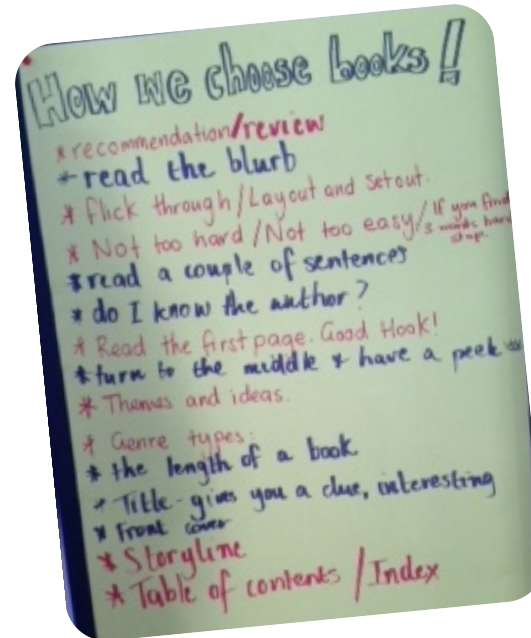 How we choose books!
* recommendation/review
* read the blurb
* flick through/Layout and setout.
* Not too hard/Not too easy/If you find
3 words hard
stop.
* read a couple of sentences
* do I know the author?
* Read the first page. Good Hook!
* turn to the middle & have a peek
* Themes and ideas.
* Genre types:
* the length of a book
* Title - gives you a clue, interesting
* Front cover
* Storyline
* Table of contents / Index